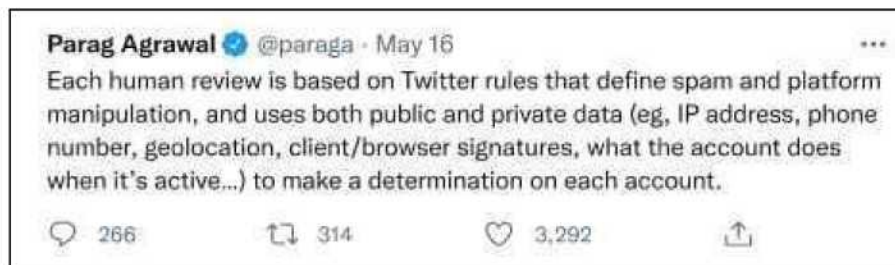 Parag Agrawal @paraga · May 16
Each human review is based on Twitter rules that define spam and platform
manipulation, and uses both public and private data (eg, IP address, phone
number, geolocation, client/browser signatures, what the account does
when it's active...) to make a determination on each account.
266 314 3,292